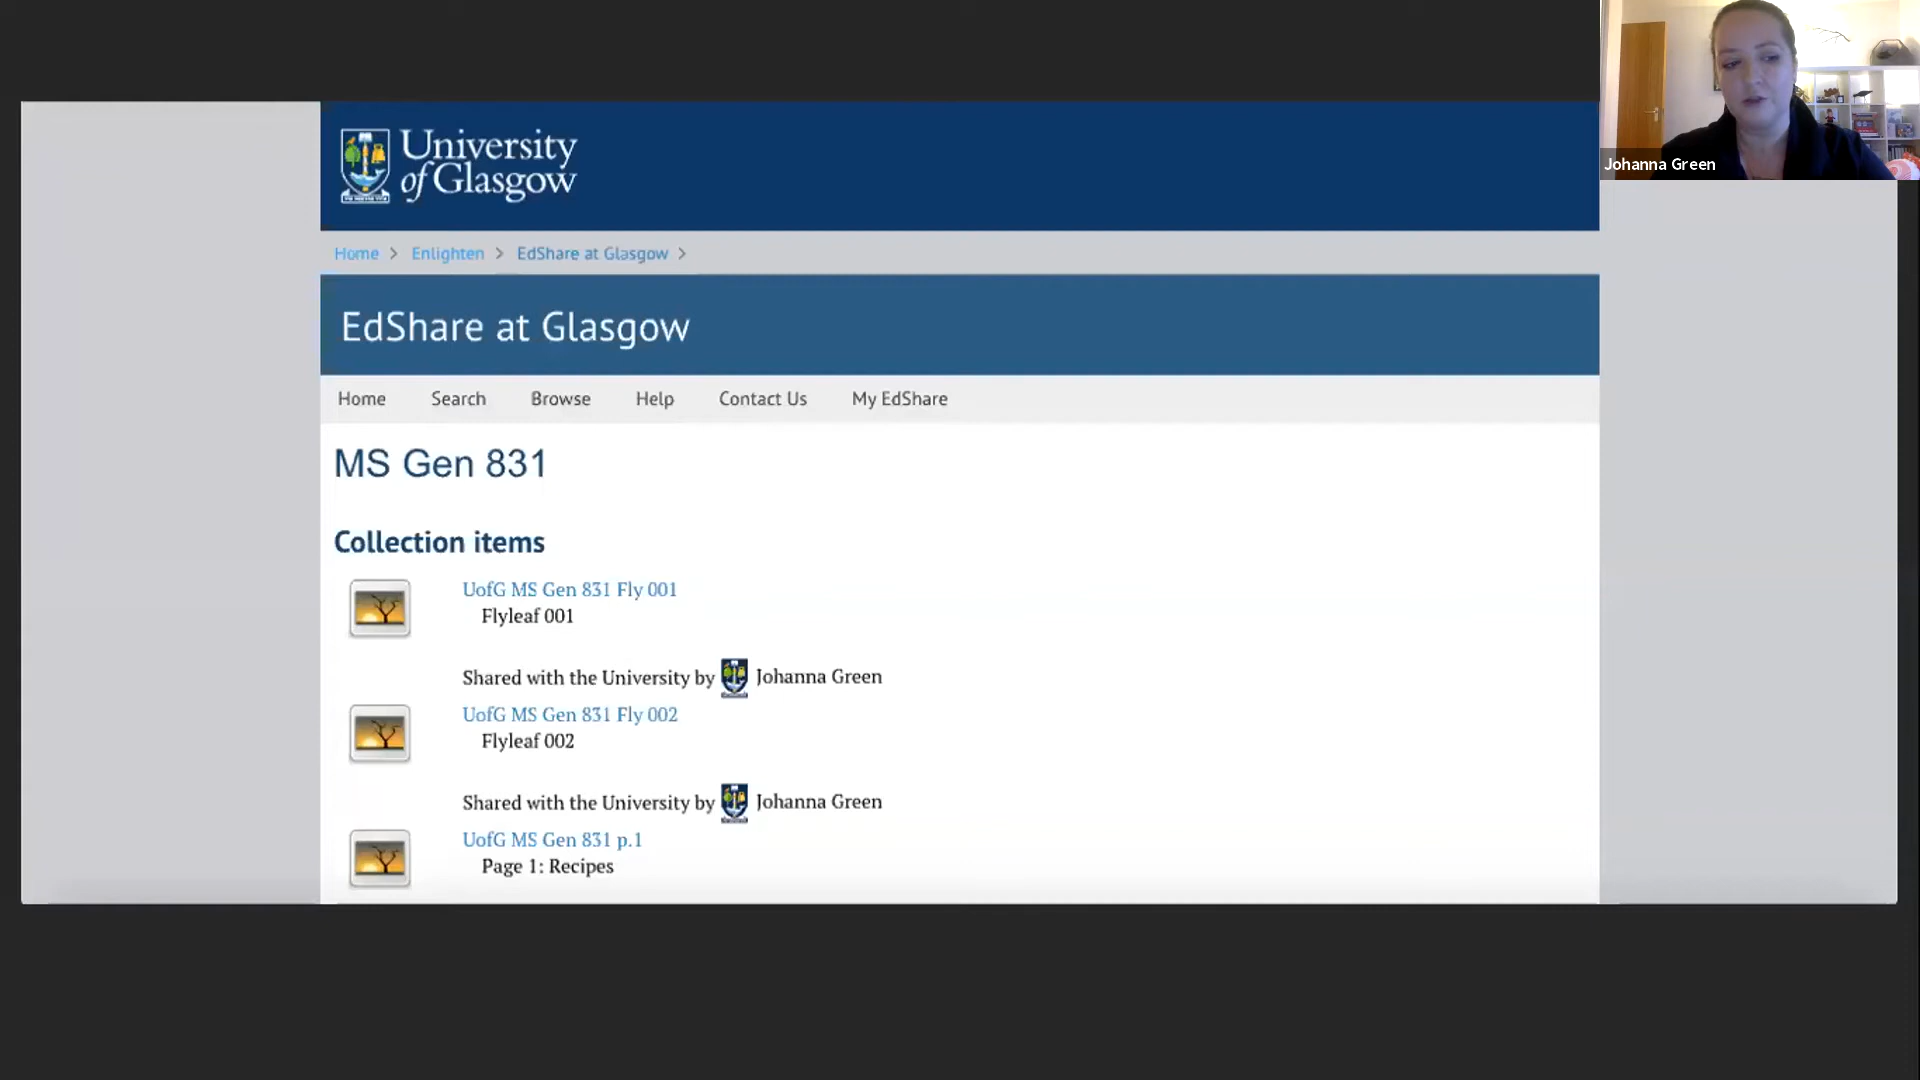 Johanna Green
University
of Glasgow
Home > Enlighten > EdShare at Glasgow >
EdShare at Glasgow
Home Search Browse Help Contact Us My EdShare
MS Gen 831
Collection items
UofG MS Gen 831 Fly 001
Flyleaf 001
Shared with the University by Johanna Green
UofG MS Gen 831 Fly 002
Flyleaf 002
Shared with the University by Johanna Green
UofG MS Gen 831 p.1
Page 1: Recipes